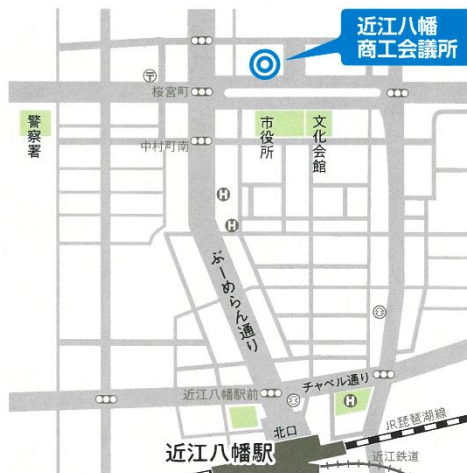 近江八幡
商工会議所
桜宮町
警察署
市役所
文化会館
中村町南
H
H
ぶーめらん通り
チャペル通り
近江八幡駅前
H
北口
JR琵琶湖線
近江八幡駅
近江鉄道